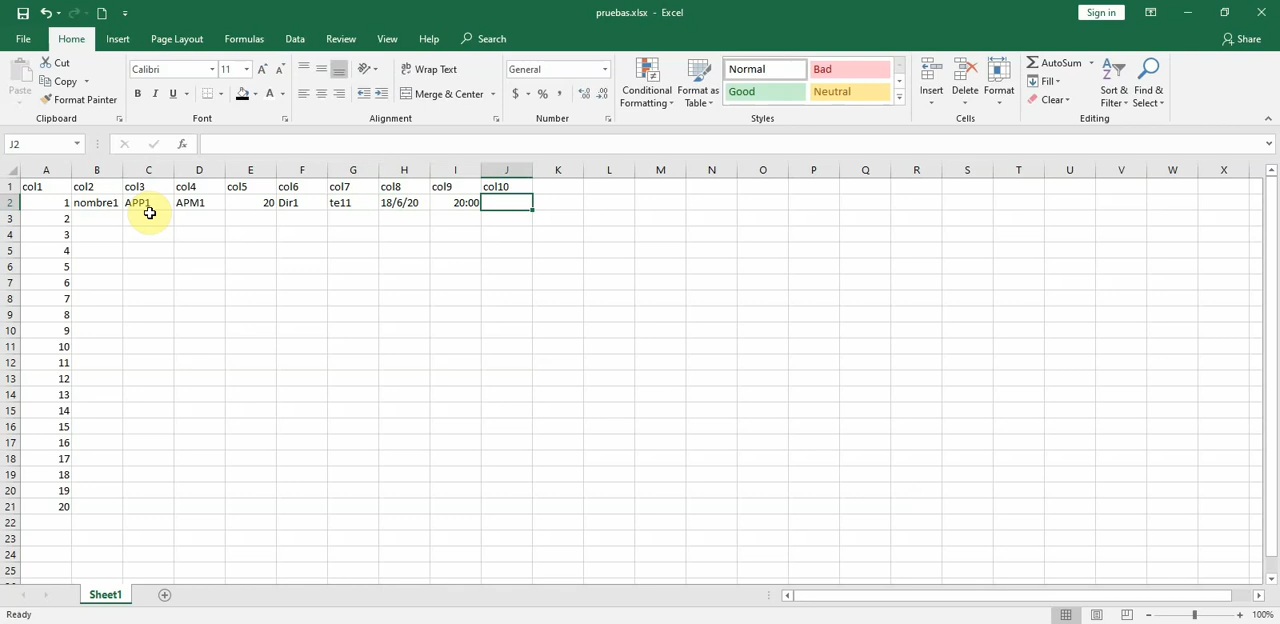 pruebas.xlsx - Excel
Sign in
File Home Insert Page Layout Formulas Data Review View Help Search Share
Paste Cut Copy Format Painter Clipboard
Calibri 11 A A B I U A Font
Wrap Text Merge & Center Alignment
General $ % , Number
Conditional Formatting Format as Table Normal Bad Good Neutral Styles
Insert Delete Format Cells
AutoSum Fill Clear Sort & Filter Find & Select Editing
J2 fx
A B C D E F G H I J K L M N O P Q R S T U V W X
1 col1 col2 col3 col4 col5 col6 col7 col8 col9 col10
2 1 nombre1 APP1 APM1 20 Dir1 te11 18/6/20 20:00
3 2
4 3
5 4
6 5
7 6
8 7
9 8
10 9
11 10
12 11
13 12
14 13
15 14
16 15
17 16
18 17
19 18
20 19
21 20
22
23
24
25
Sheet1
Ready 100%